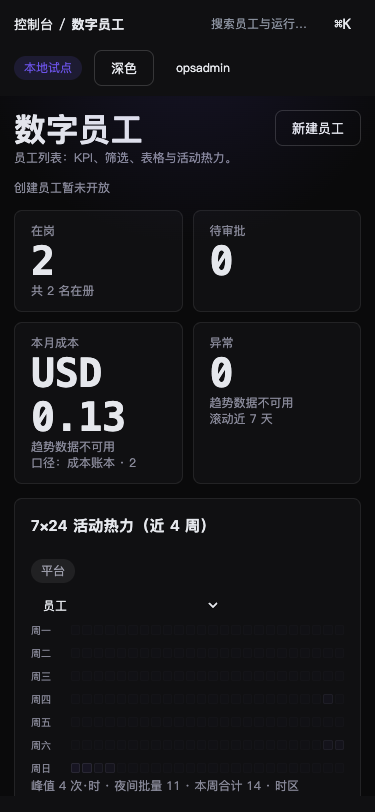 控制台 / 数字员工 搜索员工与运行… ⌘K
本地试点 深色 opsadmin
数字员工 新建员工
员工列表：KPI、筛选、表格与活动热力。
创建员工暂未开放
在岗
2
共 2 名在册
待审批
0
本月成本
USD
0.13
趋势数据不可用
口径：成本账本 · 2
异常
0
趋势数据不可用
滚动近 7 天
7×24 活动热力（近 4 周）
平台
员工
周一
周二
周三
周四
周五
周六
周日
峰值 4 次·时 · 夜间批量 11 · 本周合计 14 · 时区